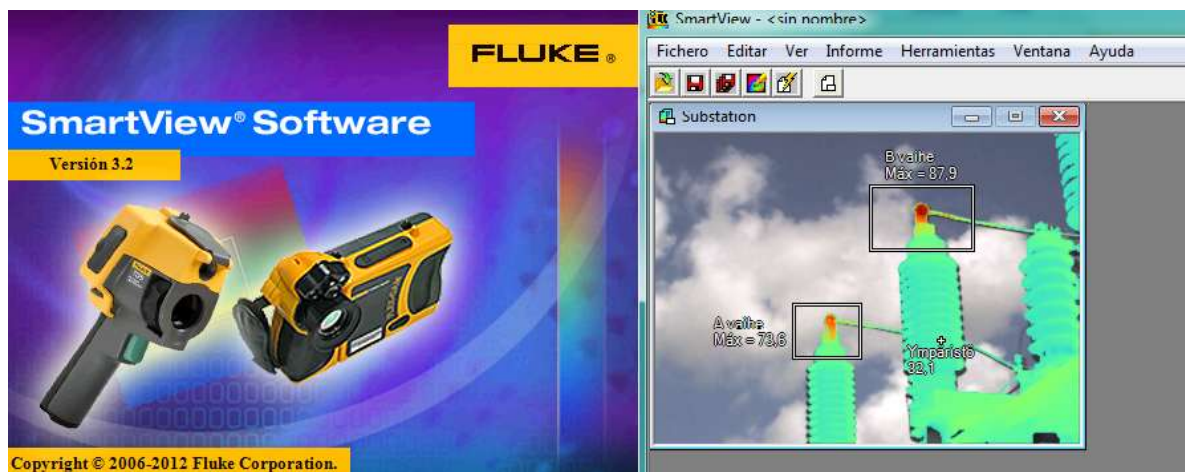 FLUKE ®
SmartView® Software
Versión 3.2
Copyright © 2006-2012 Fluke Corporation.
SmartView - <sin nombre>
Fichero Editar Ver Informe Herramientas Ventana Ayuda
Substation
B vaihe
Máx = 87,9
A vaihe
Máx = 73,6
Ympäristö
32,1